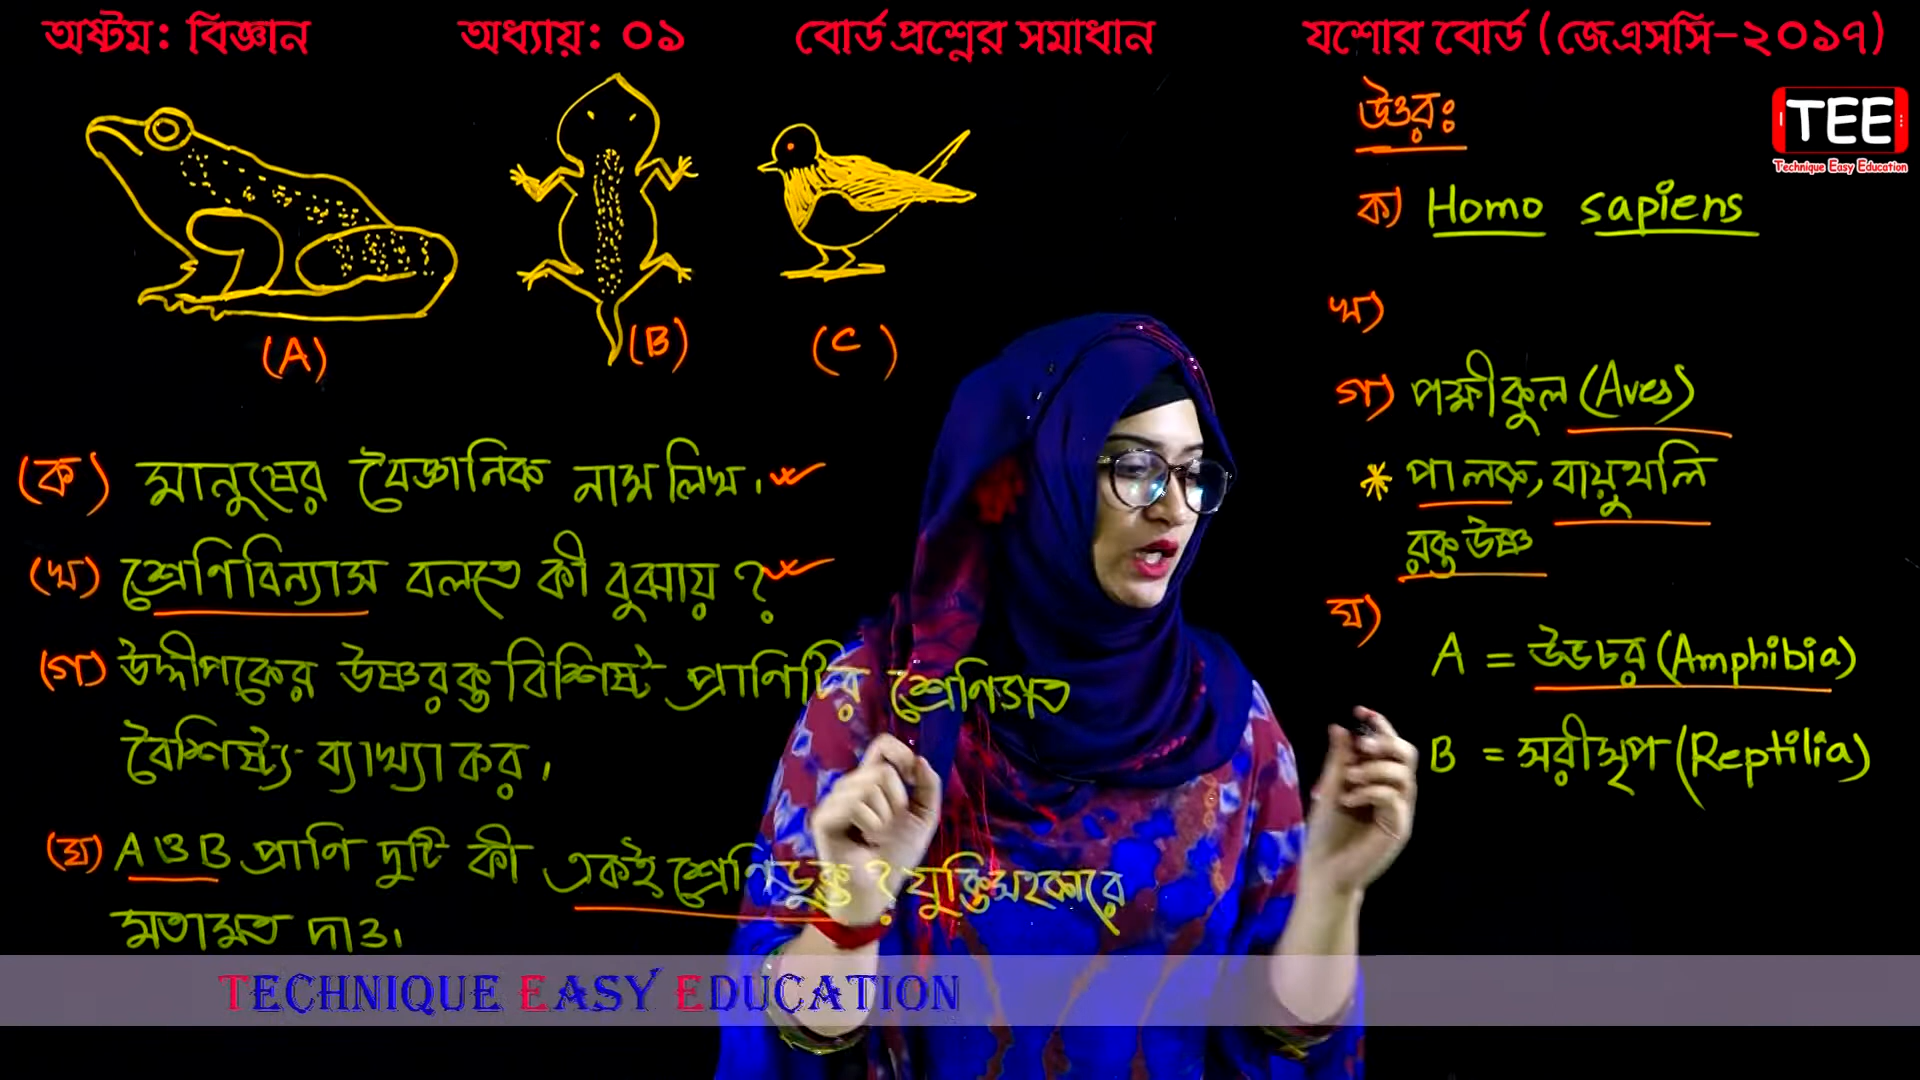 অষ্টম: বিজ্ঞান
অধ্যায়: ০১
বোর্ড প্রশ্নের সমাধান
যশোর বোর্ড (জেএসসি-২০১৭)
TEE
Technique Easy Education
(A)
(B)
(C)
(ক) মানুষের বৈজ্ঞানিক নাম লিখ।
(খ) শ্রেণিবিন্যাস বলতে কী বুঝায় ?
(গ) উদ্দীপকের উষ্ণরক্ত বিশিষ্ট প্রাণিটির শ্রেণিগত
বৈশিষ্ট্য ব্যাখ্যা কর।
(ঘ) A ও B প্রাণি দুটি কী একই শ্রেণিভুক্ত ? যুক্তিসহকারে
মতামত দাও।
উত্তরঃ
ক) Homo sapiens
খ)
গ) পক্ষীকুল (Aves)
* পালক, বায়ুথলি
রক্ত উষ্ণ
ঘ)
A = উভচর (Amphibia)
B = সরীসৃপ (Reptilia)
TECHNIQUE EASY EDUCATION